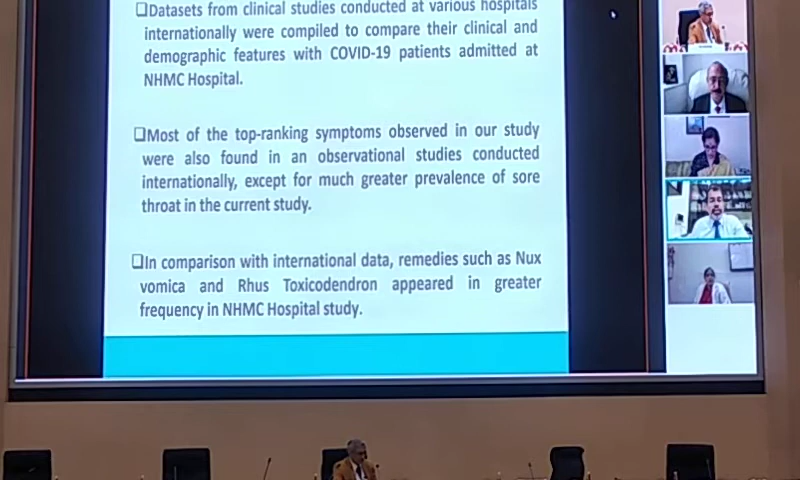 ❑Datasets from clinical studies conducted at various hospitals
internationally were compiled to compare their clinical and
demographic features with COVID-19 patients admitted at
NHMC Hospital.
❑Most of the top-ranking symptoms observed in our study
were also found in an observational studies conducted
internationally, except for much greater prevalence of sore
throat in the current study.
❑In comparison with international data, remedies such as Nux
vomica and Rhus Toxicodendron appeared in greater
frequency in NHMC Hospital study.